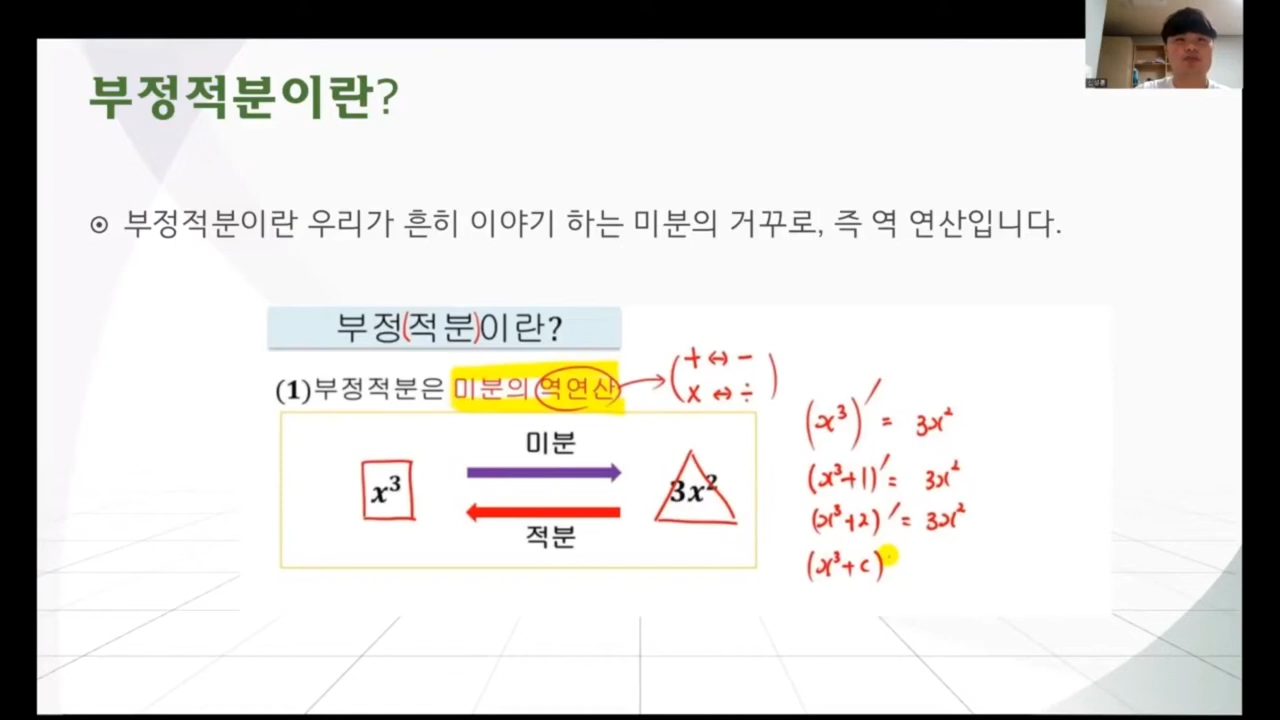 부정적분이란?
부정적분이란 우리가 흔히 이야기 하는 미분의 거꾸로, 즉 역 연산입니다.
부정(적분)이란?
(1)부정적분은 미분의 역연산
(+ ↔ -
× ↔ ÷)
미분
x³
3x²
적분
(x³)′ = 3x²
(x³+1)′ = 3x²
(x³+2)′ = 3x²
(x³+c)